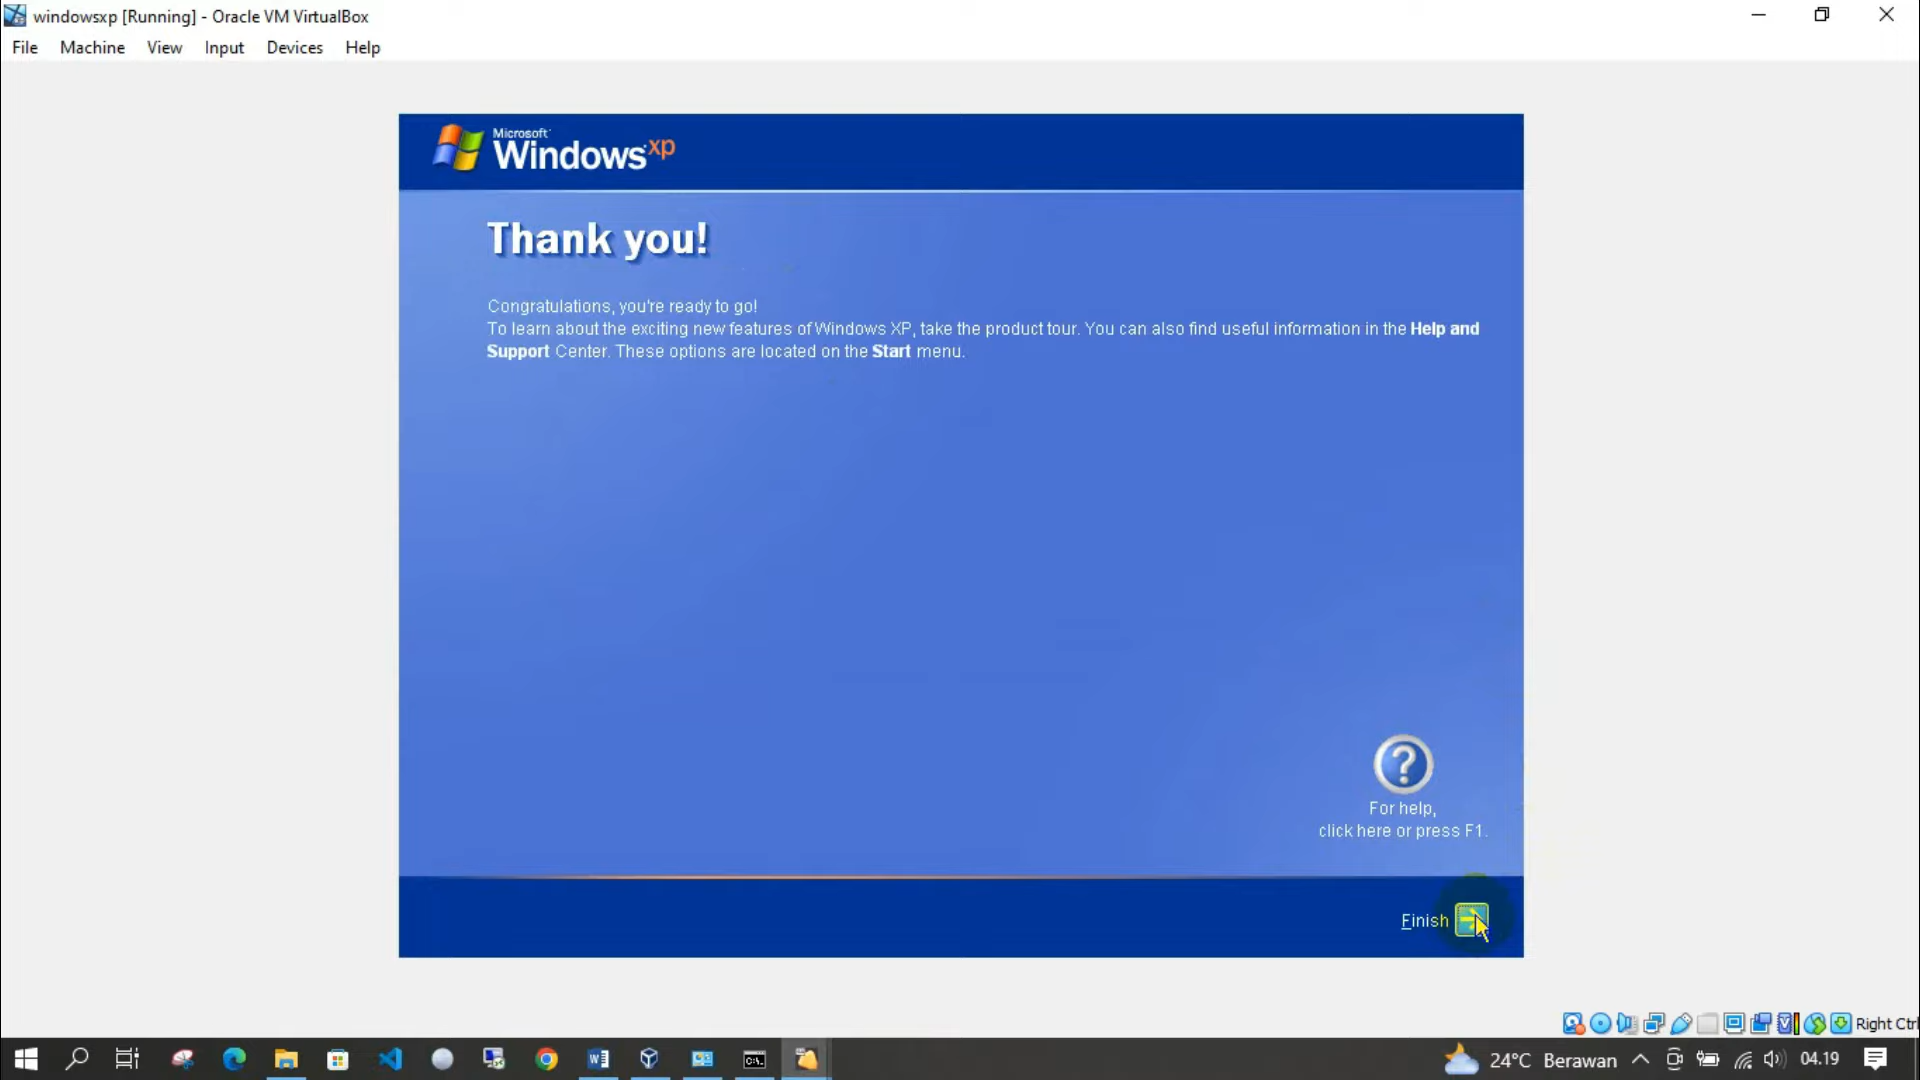 windowsxp [Running] - Oracle VM VirtualBox
File Machine View Input Devices Help
Microsoft
Windows xp
Thank you!
Congratulations, you're ready to go!
To learn about the exciting new features of Windows XP, take the product tour. You can also find useful information in the Help and
Support Center. These options are located on the Start menu.
?
For help,
click here or press F1.
Finish
Right Ctrl
24°C Berawan
04.19